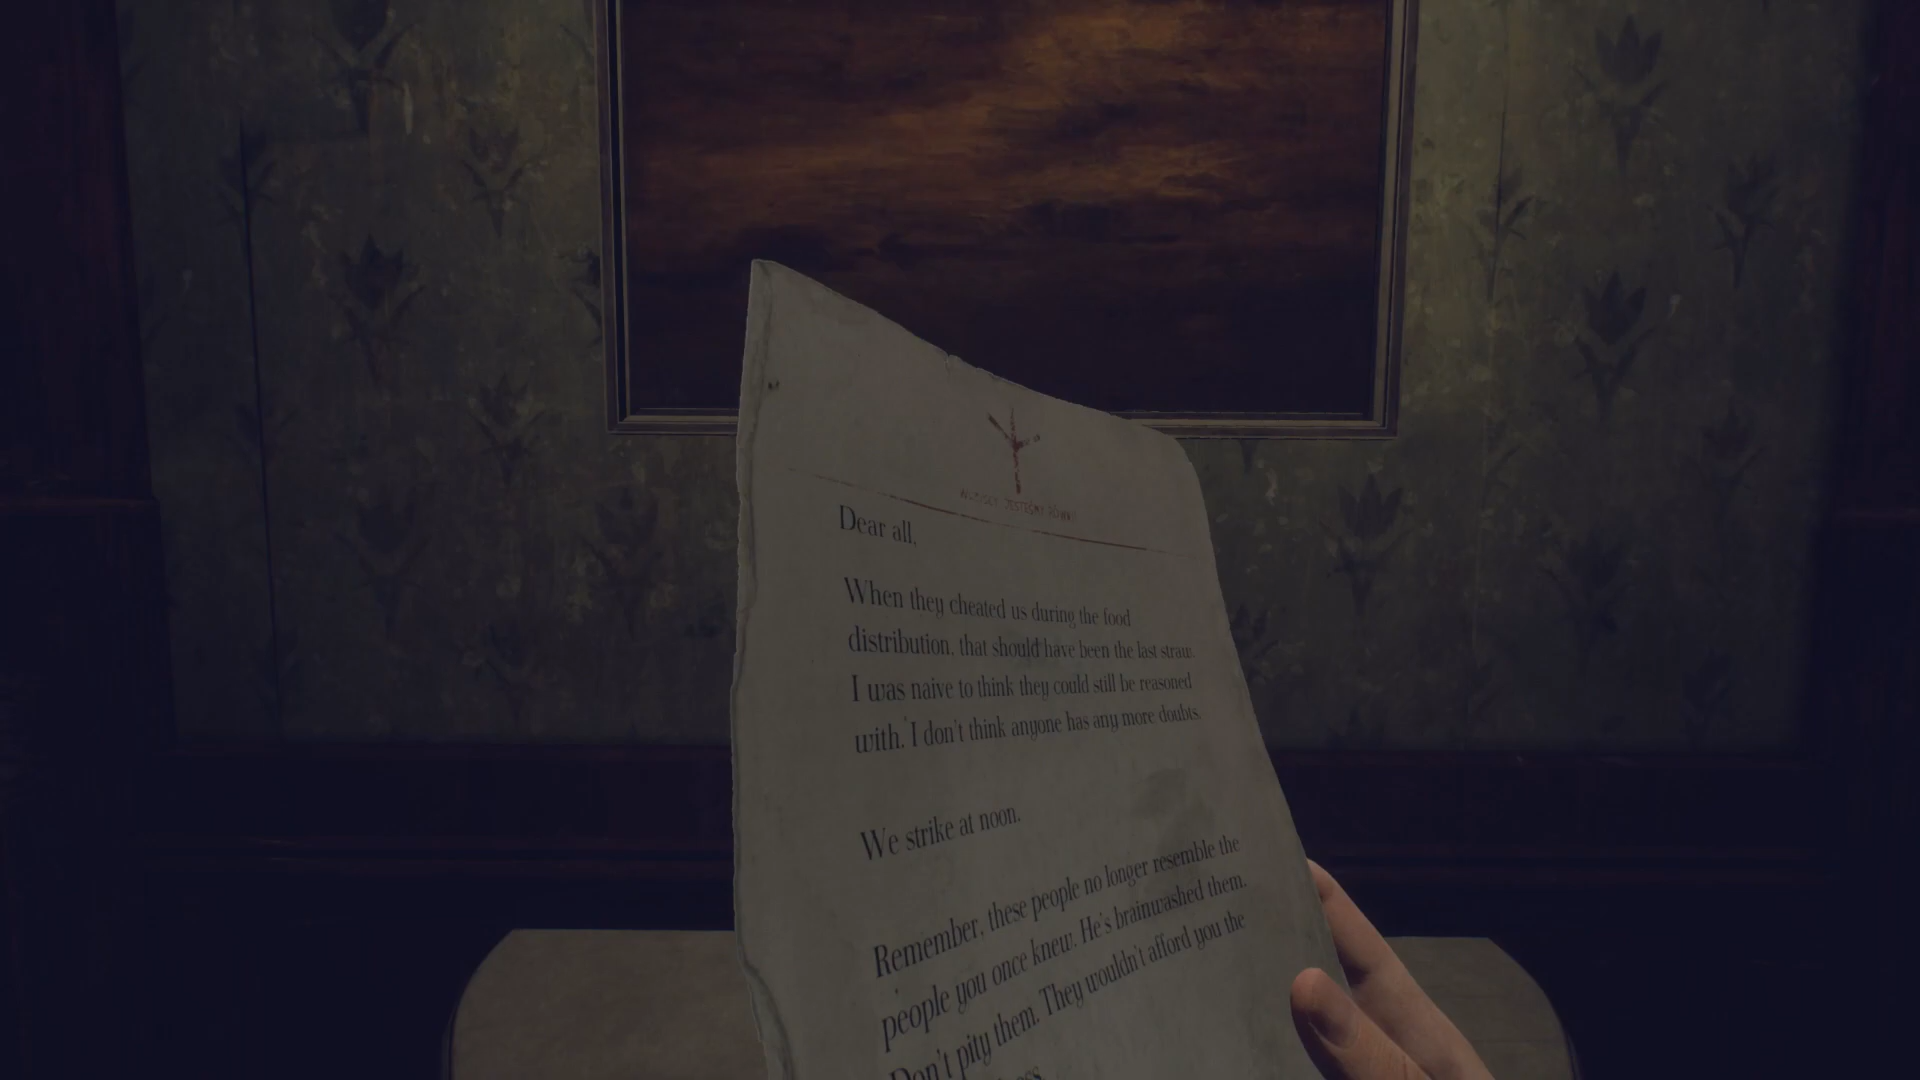 JESTEŚMY RÓWNI
Dear all,
When they cheated us during the food
distribution, that should have been the last straw.
I was naive to think they could still be reasoned
with. I don't think anyone has any more doubts.
We strike at noon.
Remember, these people no longer resemble the
people you once knew. He's brainwashed them.
Don't pity them. They wouldn't afford you the